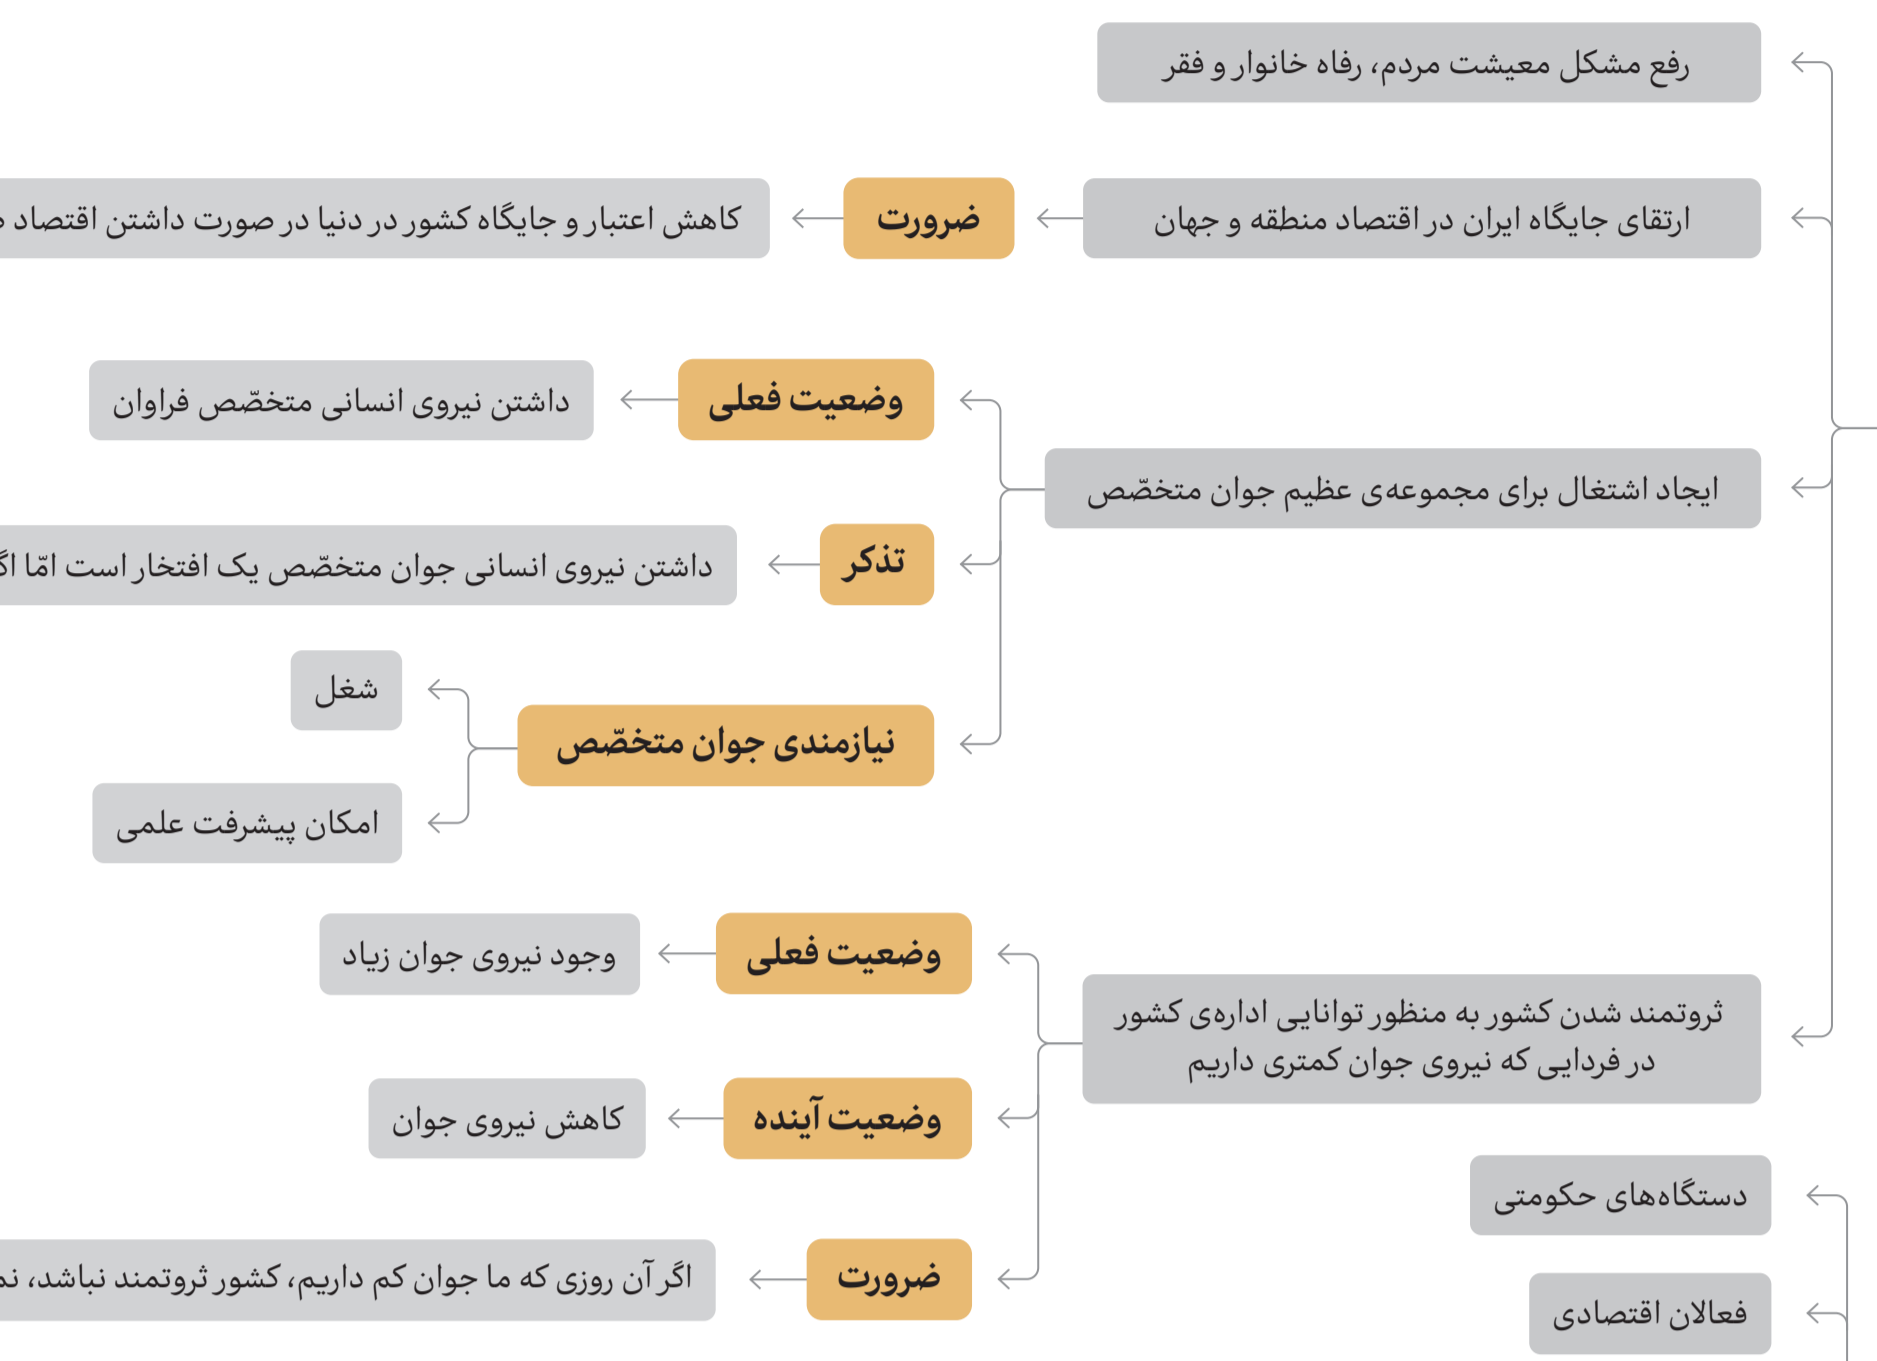 رفع مشکل معیشت مردم، رفاه خانوار و فقر
ارتقای جایگاه ایران در اقتصاد منطقه و جهان
ضرورت
کاهش اعتبار و جایگاه کشور در دنیا در صورت داشتن اقتصاد
ایجاد اشتغال برای مجموعه‌ی عظیم جوان متخصّص
وضعیت فعلی
داشتن نیروی انسانی متخصّص فراوان
تذکر
داشتن نیروی انسانی جوان متخصّص یک افتخار است امّا
نیازمندی جوان متخصّص
شغل
امکان پیشرفت علمی
ثروتمند شدن کشور به منظور توانایی اداره‌ی کشور
در فردایی که نیروی جوان کمتری داریم
وضعیت فعلی
وجود نیروی جوان زیاد
وضعیت آینده
کاهش نیروی جوان
ضرورت
اگر آن روزی که ما جوان کم داریم، کشور ثروتمند نباشد،
دستگاه‌های حکومتی
فعالان اقتصادی